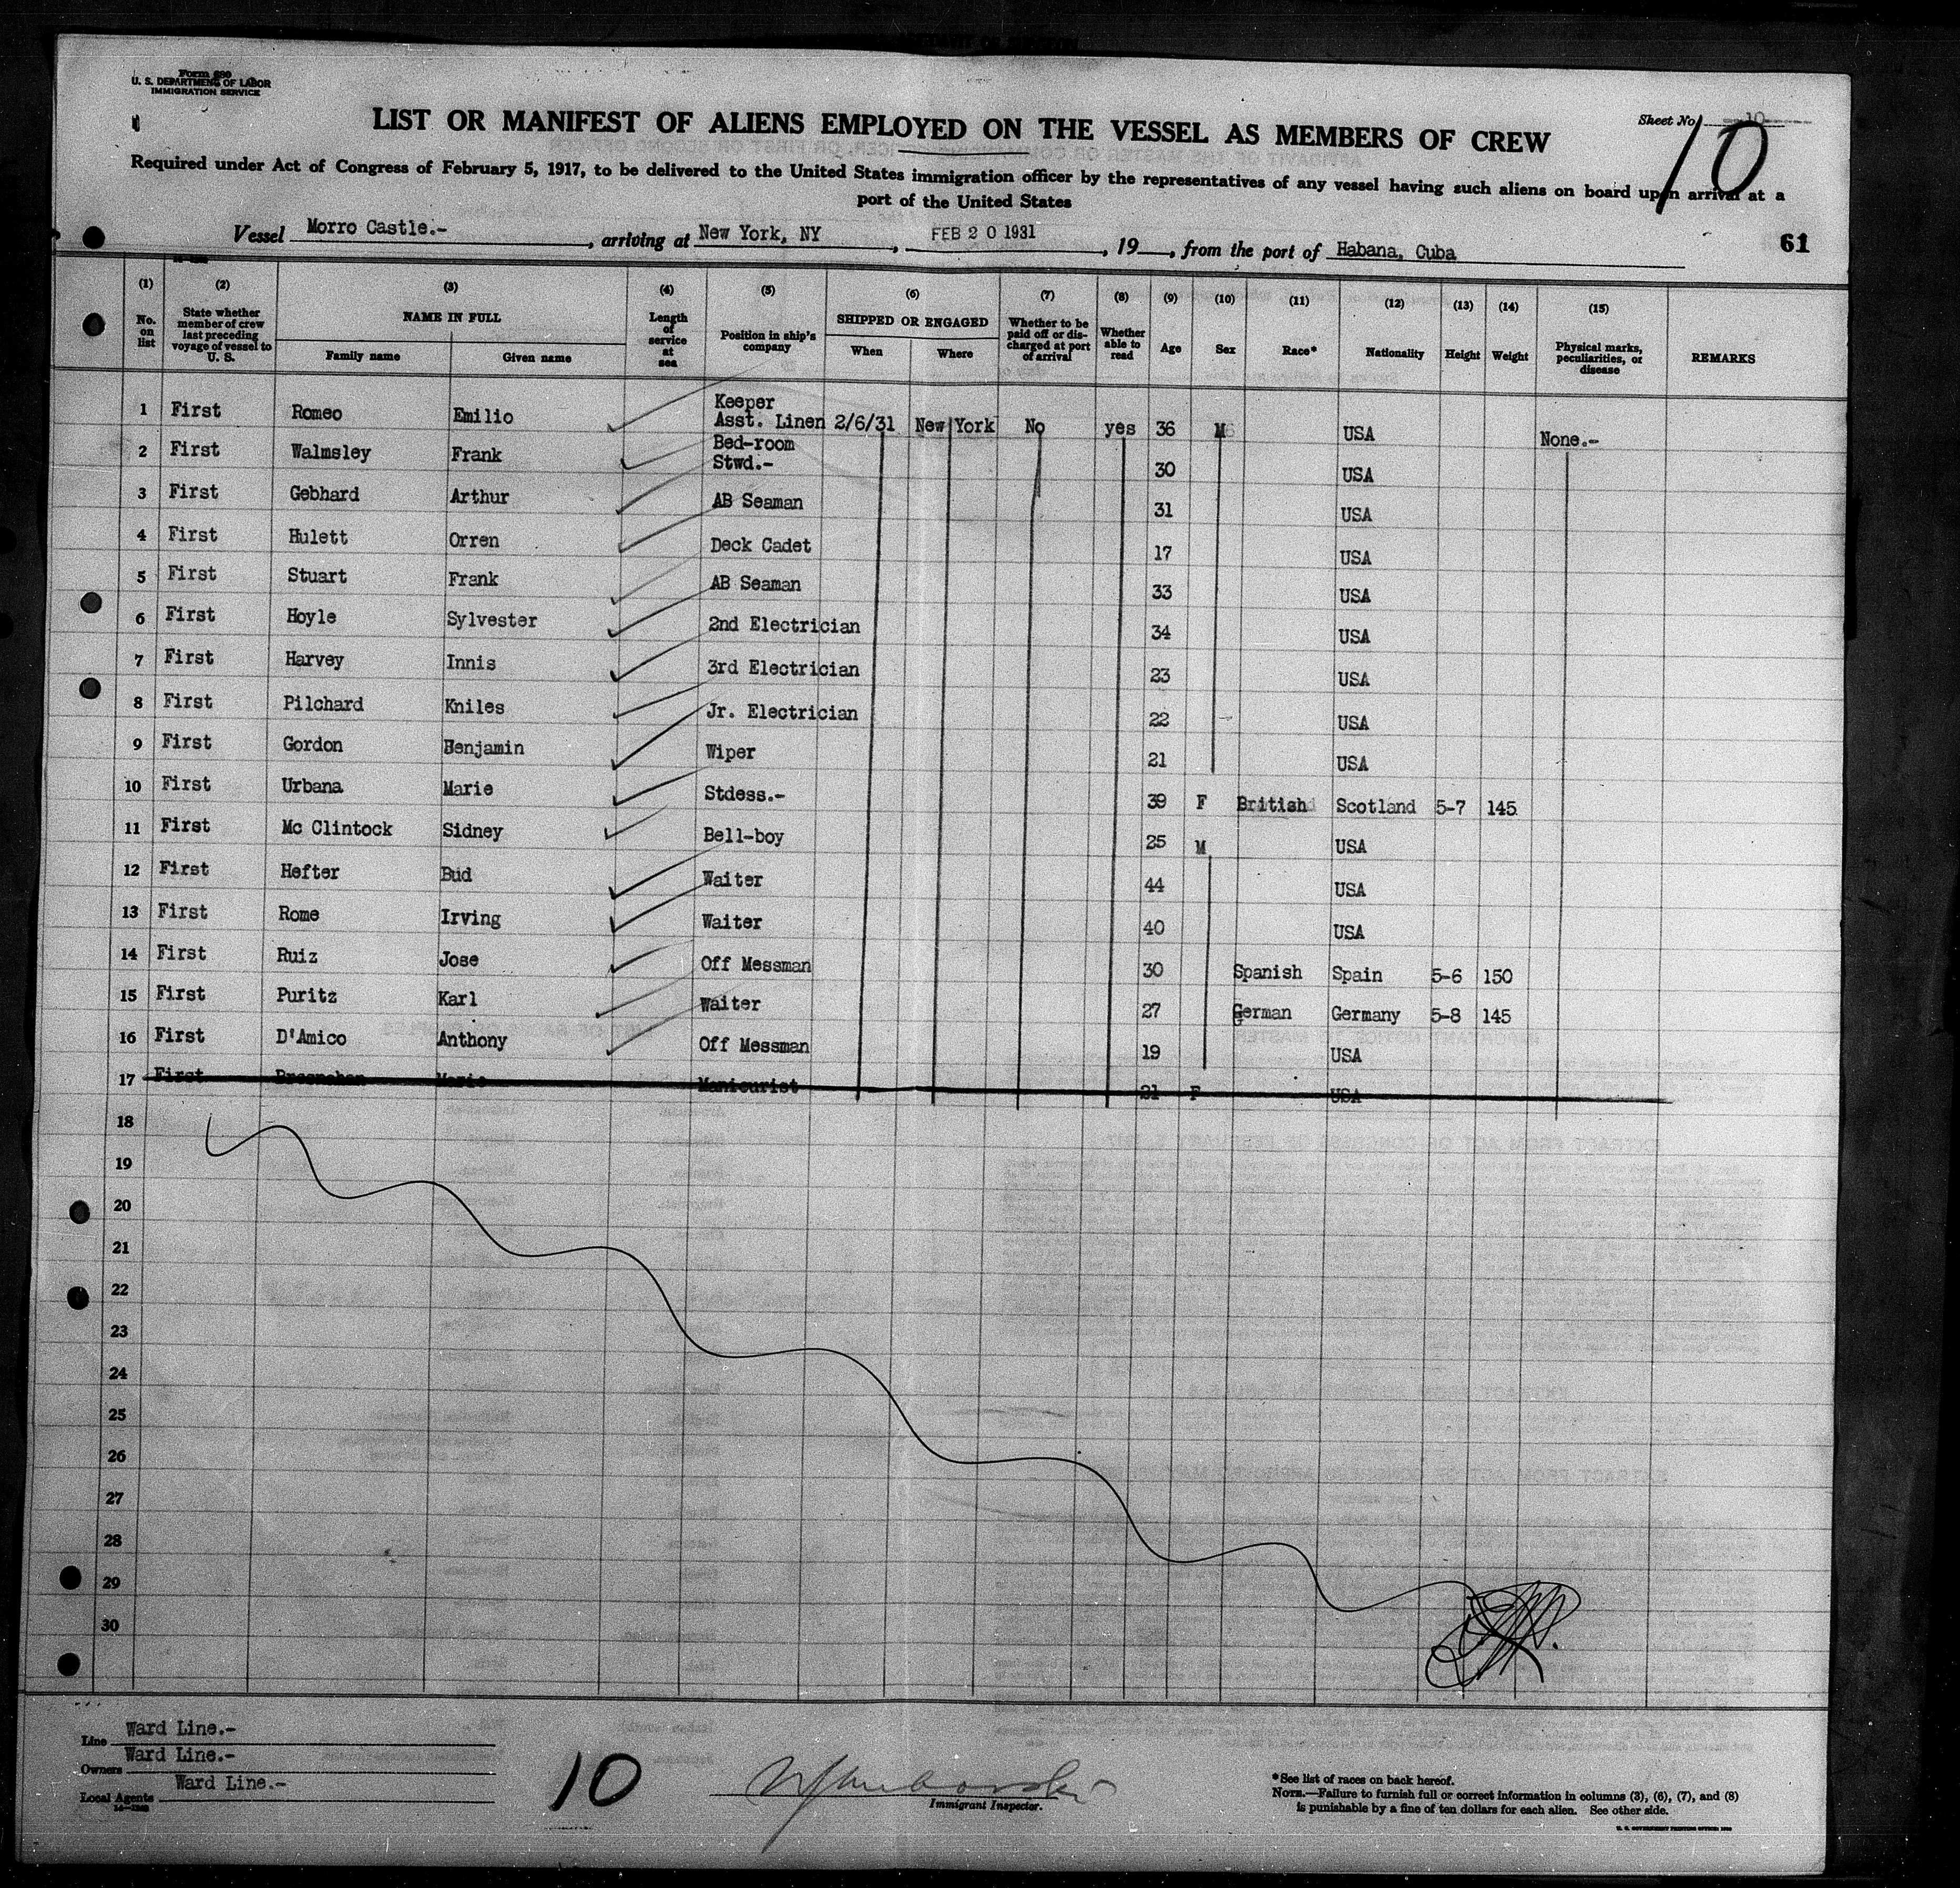 Form 680
U. S. DEPARTMENT OF LABOR
IMMIGRATION SERVICE
Sheet No. 10
10
LIST OR MANIFEST OF ALIENS EMPLOYED ON THE VESSEL AS MEMBERS OF CREW
Required under Act of Congress of February 5, 1917, to be delivered to the United States immigration officer by the representatives of any vessel having such aliens on board upon arrival at a
port of the United States
Vessel Morro Castle.- , arriving at New York, NY , FEB 20 1931 , 19 , from the port of Habana, Cuba
61
(1) (2) (3) (4) (5) (6) (7) (8) (9) (10) (11) (12) (13) (14) (15)
No. on list | State whether member of crew last preceding voyage of vessel to U. S. | NAME IN FULL | Family name | Given name | Length of service at sea | Position in ship's company | SHIPPED OR ENGAGED | When | Where | Whether to be paid off or discharged at port of arrival | Whether able to read | Age | Sex | Race* | Nationality | Height | Weight | Physical marks, peculiarities, or disease | REMARKS
1 First Romeo Emilio Keeper Asst. Linen 2/6/31 New York No yes 36 M USA None.-
2 First Walmsley Frank Bed-room Stwd.- 30 USA
3 First Gebhard Arthur AB Seaman 31 USA
4 First Hulett Orren Deck Cadet 17 USA
5 First Stuart Frank AB Seaman 33 USA
6 First Hoyle Sylvester 2nd Electrician 34 USA
7 First Harvey Innis 3rd Electrician 23 USA
8 First Pilchard Kniles Jr. Electrician 22 USA
9 First Gordon Benjamin Wiper 21 USA
10 First Urbana Marie Stdess.- 39 F British Scotland 5-7 145
11 First Mc Clintock Sidney Bell-boy 25 M USA
12 First Hefter Bud Waiter 44 USA
13 First Rome Irving Waiter 40 USA
14 First Ruiz Jose Off Messman 30 Spanish Spain 5-6 150
15 First Puritz Karl Waiter 27 German Germany 5-8 145
16 First D'Amico Anthony Off Messman 19 USA
17 First Marie Manicurist 21 F USA
18
19
20
21
22
23
24
25
26
27
28
29
30
Line Ward Line.-
Owners Ward Line.-
Local Agents Ward Line.-
10
Immigrant Inspector.
*See list of races on back hereof.
NOTE.—Failure to furnish full or correct information in columns (3), (6), (7), and (8)
is punishable by a fine of ten dollars for each alien. See other side.